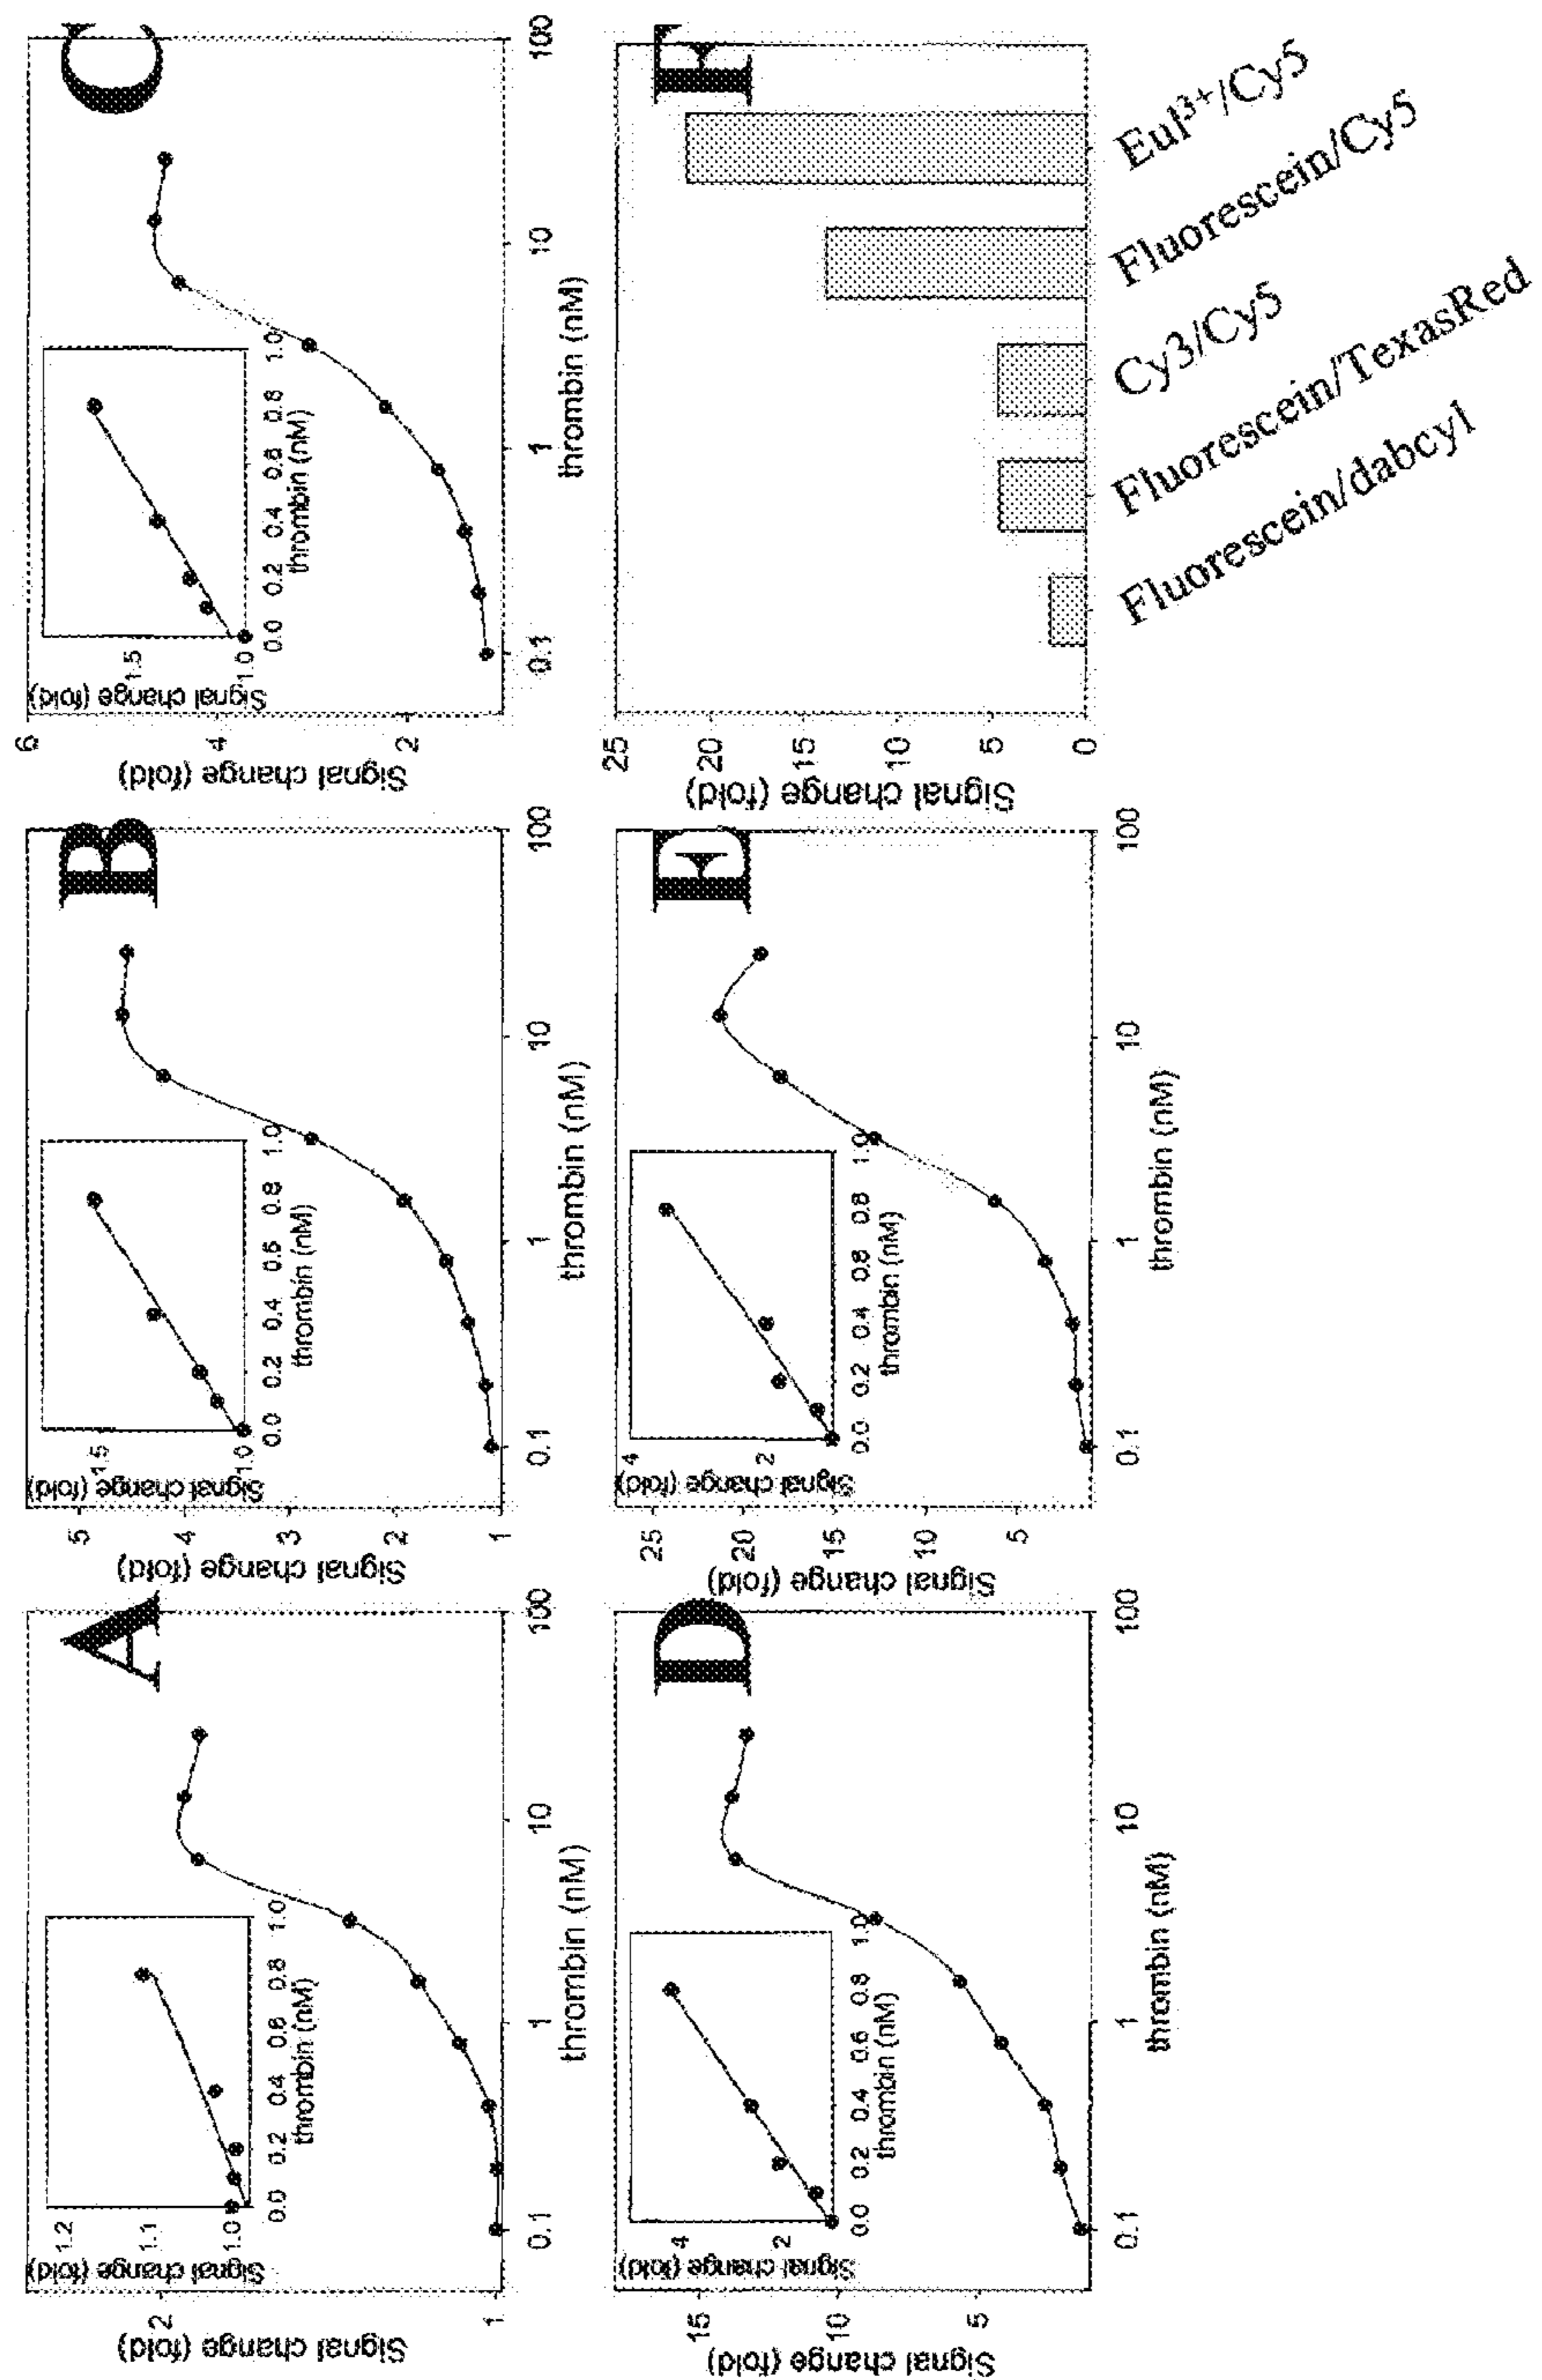 A
Signal change (fold)
2
1
Signal change (fold)
1.2
1.1
1.0
0.0 0.2 0.4 0.6 0.8 1.0
thrombin (nM)
0.1 1 10 100
thrombin (nM)
B
Signal change (fold)
5
4
3
2
1
Signal change (fold)
1.5
1.0
0.0 0.2 0.4 0.6 0.8 1.0
thrombin (nM)
0.1 1 10 100
thrombin (nM)
C
Signal change (fold)
6
4
2
Signal change (fold)
1.5
1.0
0.0 0.2 0.4 0.6 0.8 1.0
thrombin (nM)
0.1 1 10 100
thrombin (nM)
D
Signal change (fold)
15
10
5
Signal change (fold)
4
2
0.0 0.2 0.4 0.6 0.8 1.0
thrombin (nM)
0.1 1 10 100
thrombin (nM)
E
Signal change (fold)
25
20
15
10
5
Signal change (fold)
4
2
0.0 0.2 0.4 0.6 0.8 1.0
thrombin (nM)
0.1 1 10 100
thrombin (nM)
F
Signal change (fold)
25
20
15
10
5
0
Fluorescein/dabcyl
Fluorescein/TexasRed
Cy3/Cy5
Fluorescein/Cy5
/Cy5